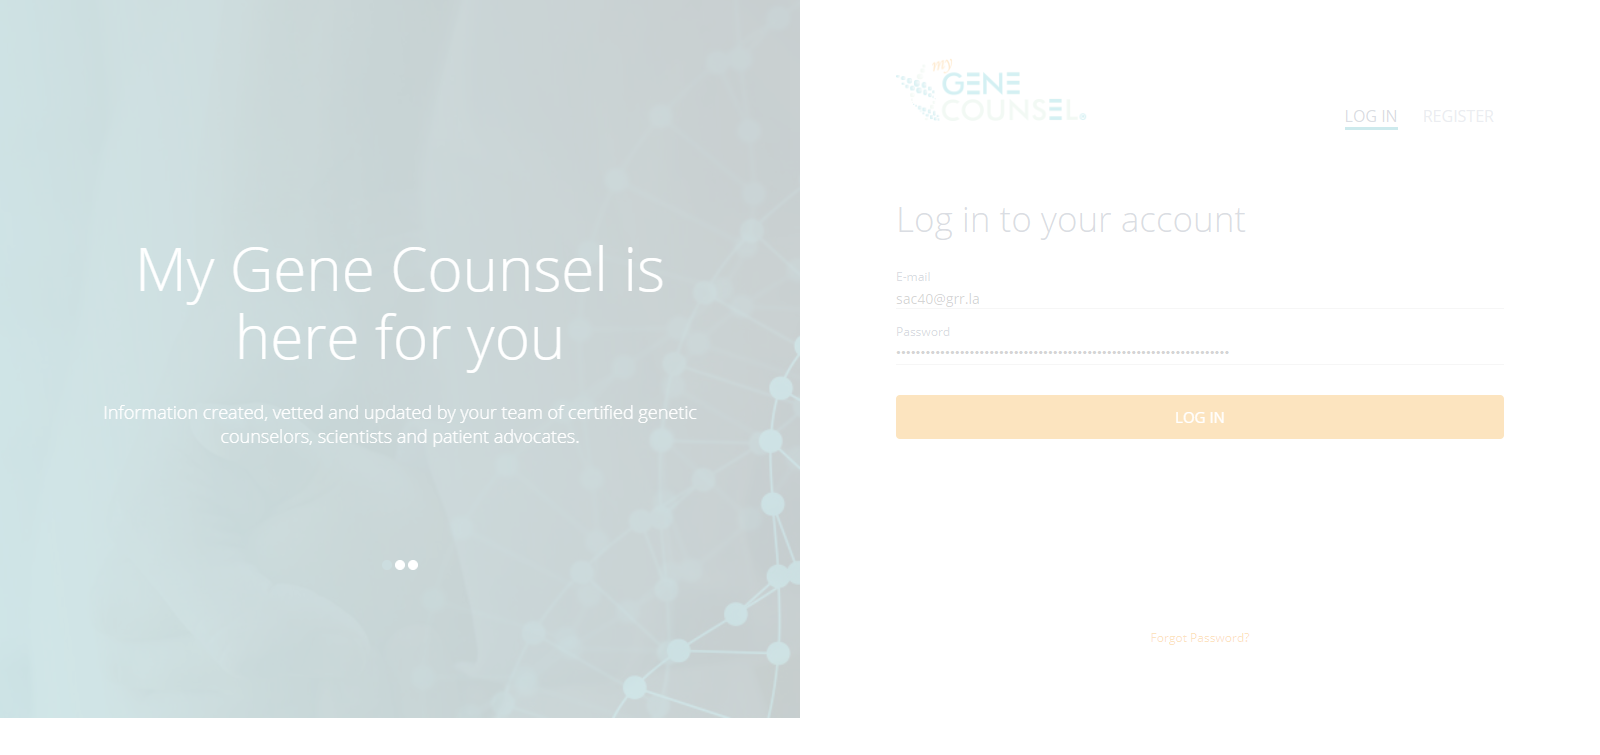 My Gene Counsel is
here for you
Information created, vetted and updated by your team of certified genetic
counselors, scientists and patient advocates.
my
GENE
COUNSEL.
LOG IN REGISTER
Log in to your account
E-mail
sac40@grr.la
Password
LOG IN
Forgot Password?